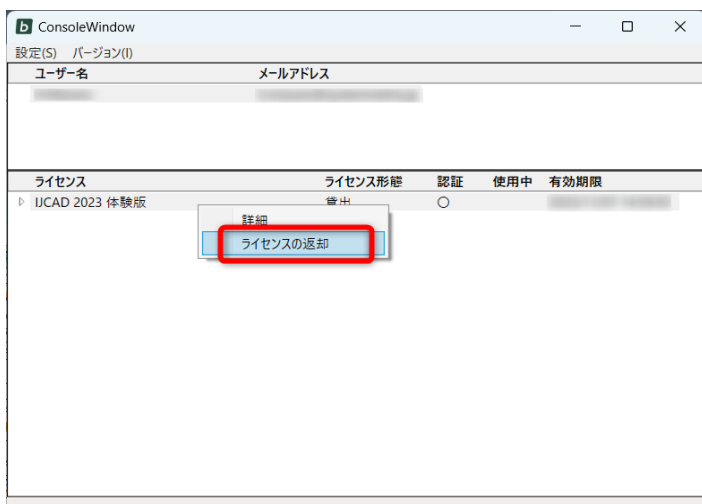 ConsoleWindow
設定(S) バージョン(I)
ユーザー名 メールアドレス
ライセンス ライセンス形態 認証 使用中 有効期限
IJCAD 2023 体験版 貸出 〇
詳細
ライセンスの返却